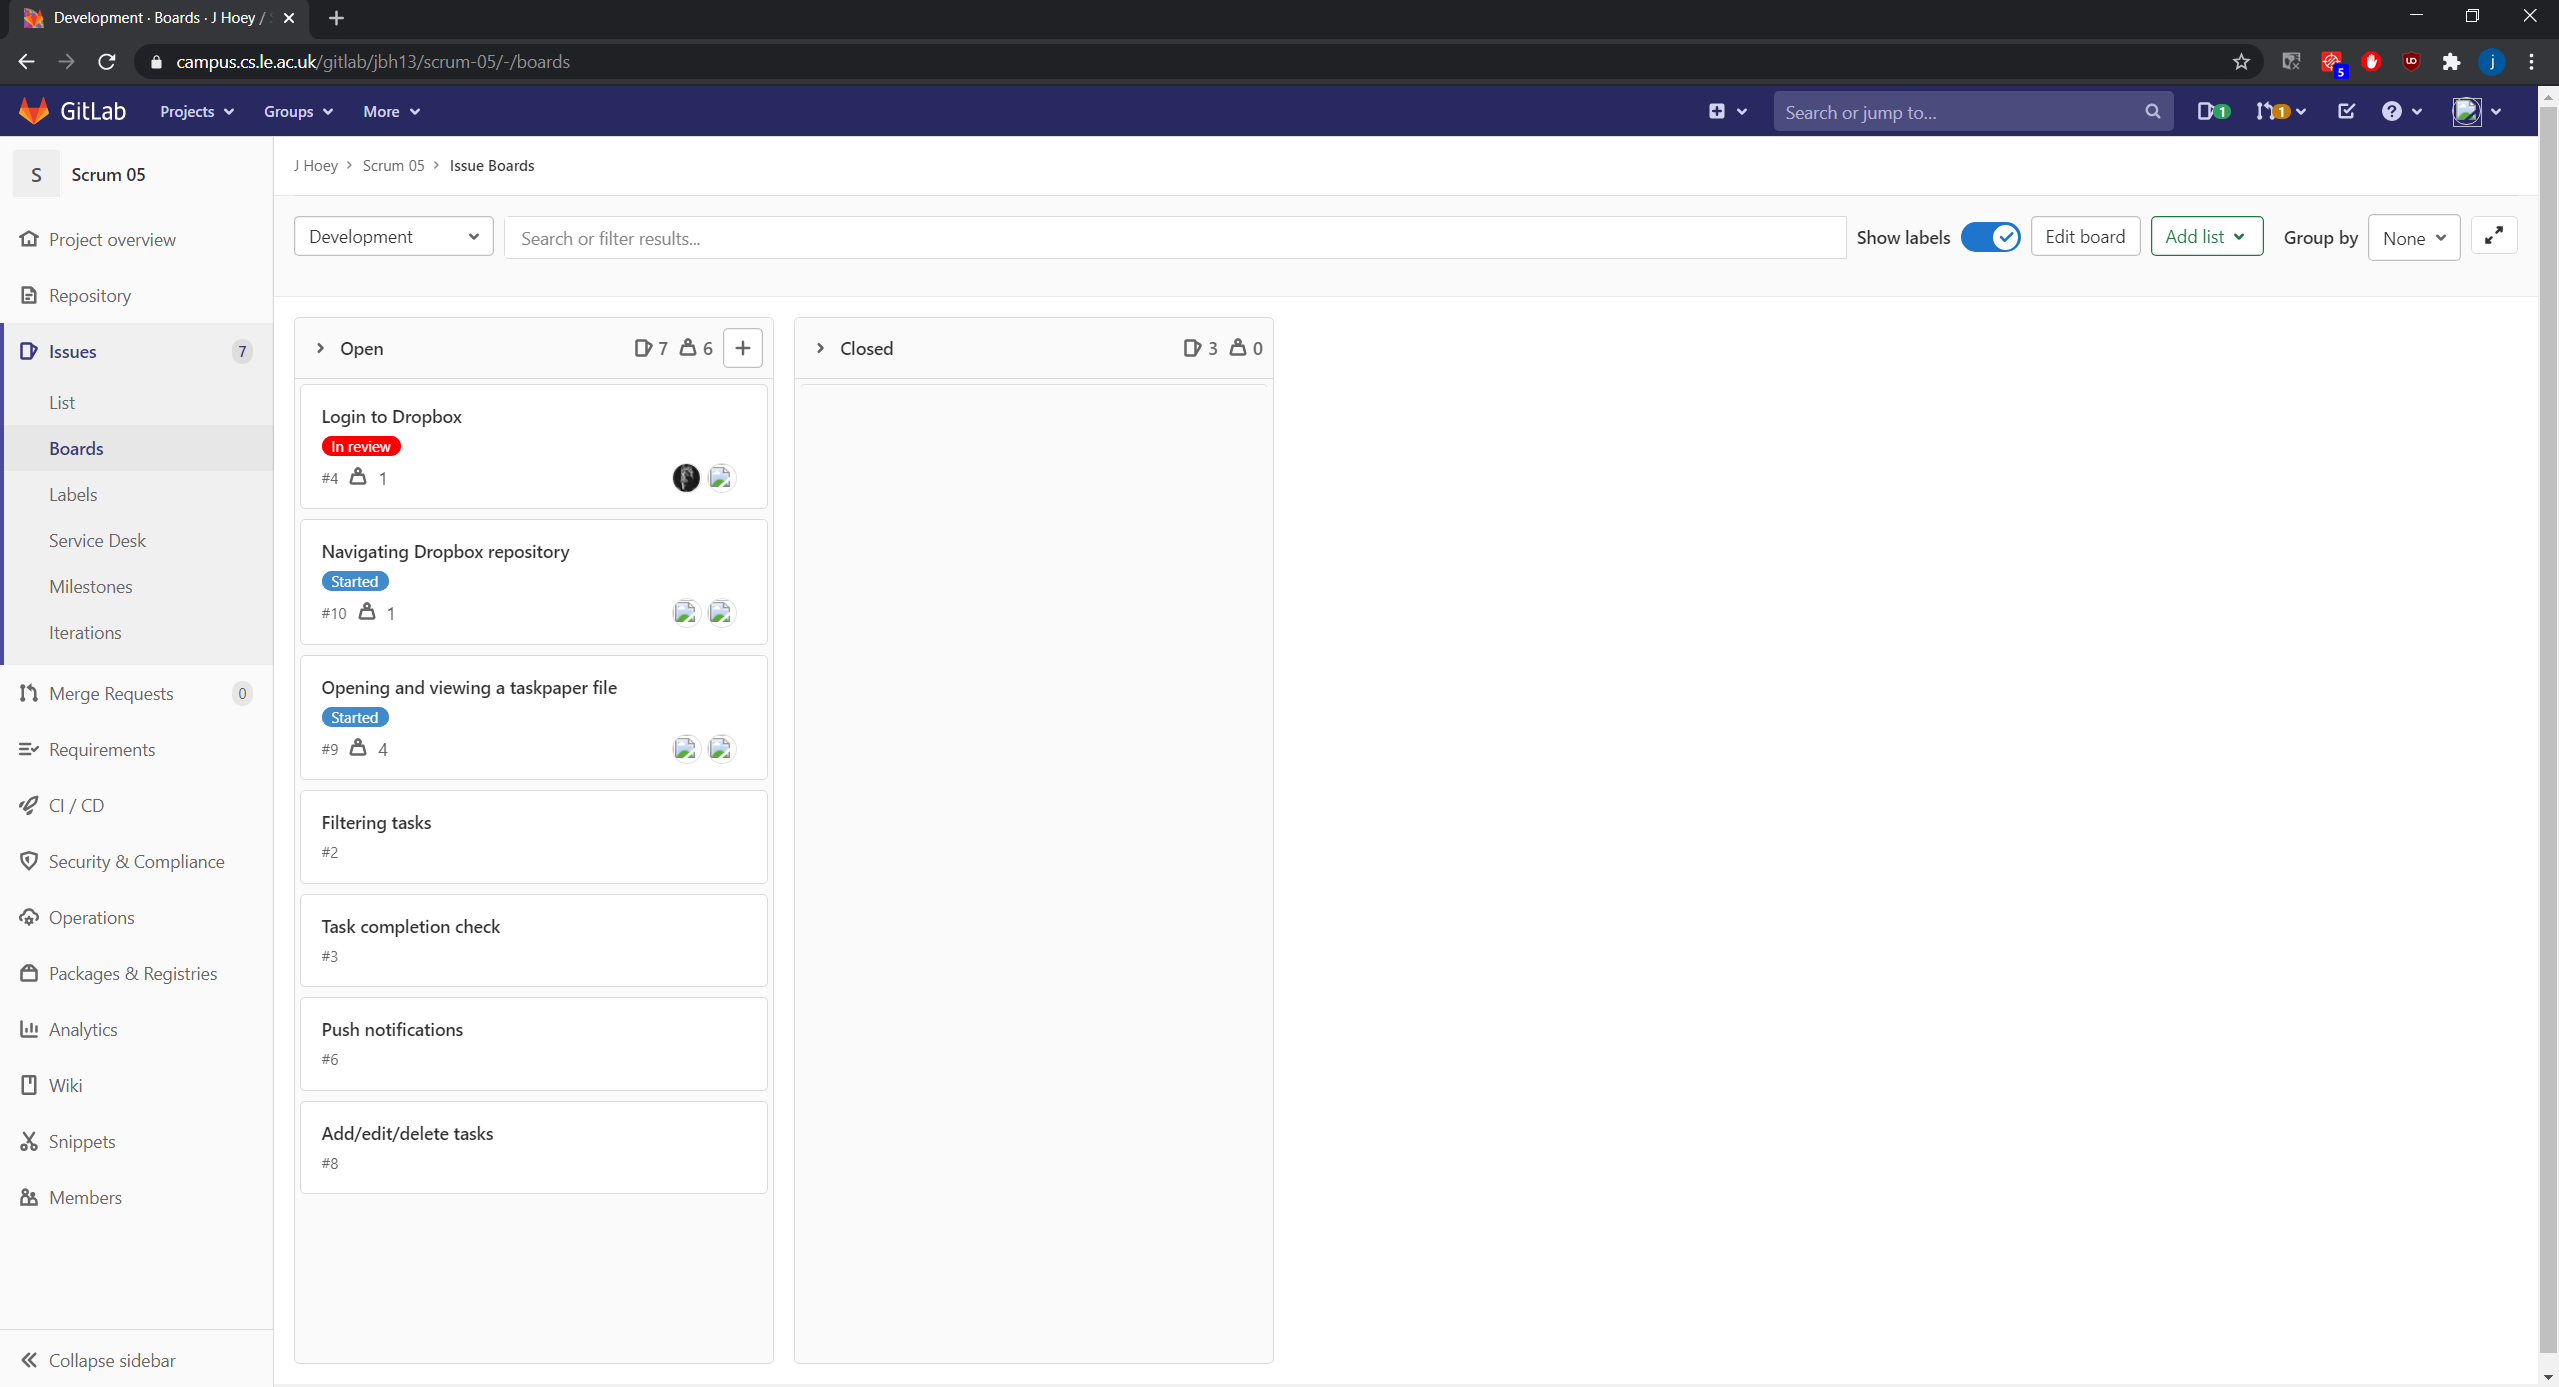 Development · Boards · J Hoey /
campus.cs.le.ac.uk/gitlab/jbh13/scrum-05/-/boards
5
j
GitLab
Projects
Groups
More
Search or jump to...
1
1
S
Scrum 05
Project overview
Repository
Issues 7
List
Boards
Labels
Service Desk
Milestones
Iterations
Merge Requests 0
Requirements
CI / CD
Security & Compliance
Operations
Packages & Registries
Analytics
Wiki
Snippets
Members
Collapse sidebar
J Hoey > Scrum 05 > Issue Boards
Development
Search or filter results...
Show labels
Edit board
Add list
Group by
None
Open 7 6
Login to Dropbox
In review
#4 1
Navigating Dropbox repository
Started
#10 1
Opening and viewing a taskpaper file
Started
#9 4
Filtering tasks
#2
Task completion check
#3
Push notifications
#6
Add/edit/delete tasks
#8
Closed 3 0